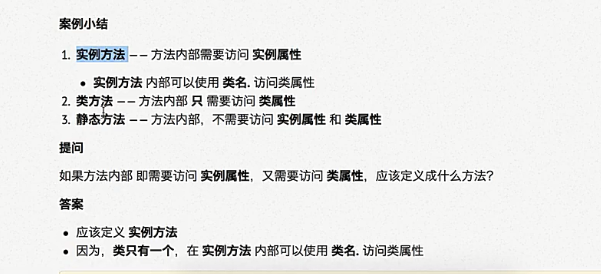 案例小结
1. 实例方法 —— 方法内部需要访问 实例属性
• 实例方法 内部可以使用 类名. 访问类属性
2. 类方法 —— 方法内部 只 需要访问 类属性
3. 静态方法 —— 方法内部，不需要访问 实例属性 和 类属性
提问
如果方法内部 即需要访问 实例属性，又需要访问 类属性，应该定义成什么方法？
答案
• 应该定义 实例方法
• 因为，类只有一个，在 实例方法 内部可以使用 类名. 访问类属性